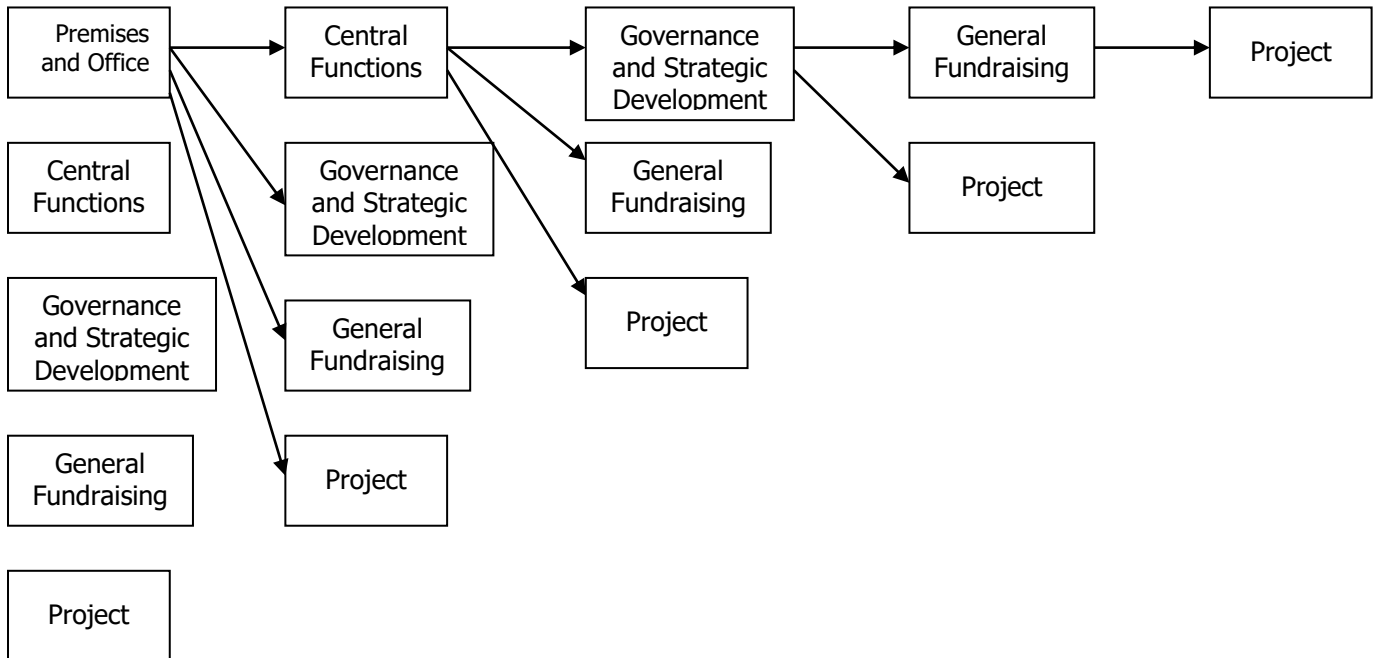 Premises
and Office
Central
Functions
Governance
and Strategic
Development
General
Fundraising
Project
Central
Functions
Governance
and Strategic
Development
General
Fundraising
Project
Governance
and Strategic
Development
General
Fundraising
Project
General
Fundraising
Project
Project